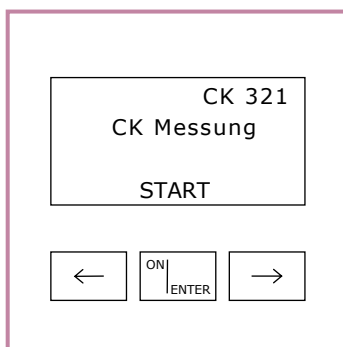 CK 321
CK Messung
START
← ON ENTER →